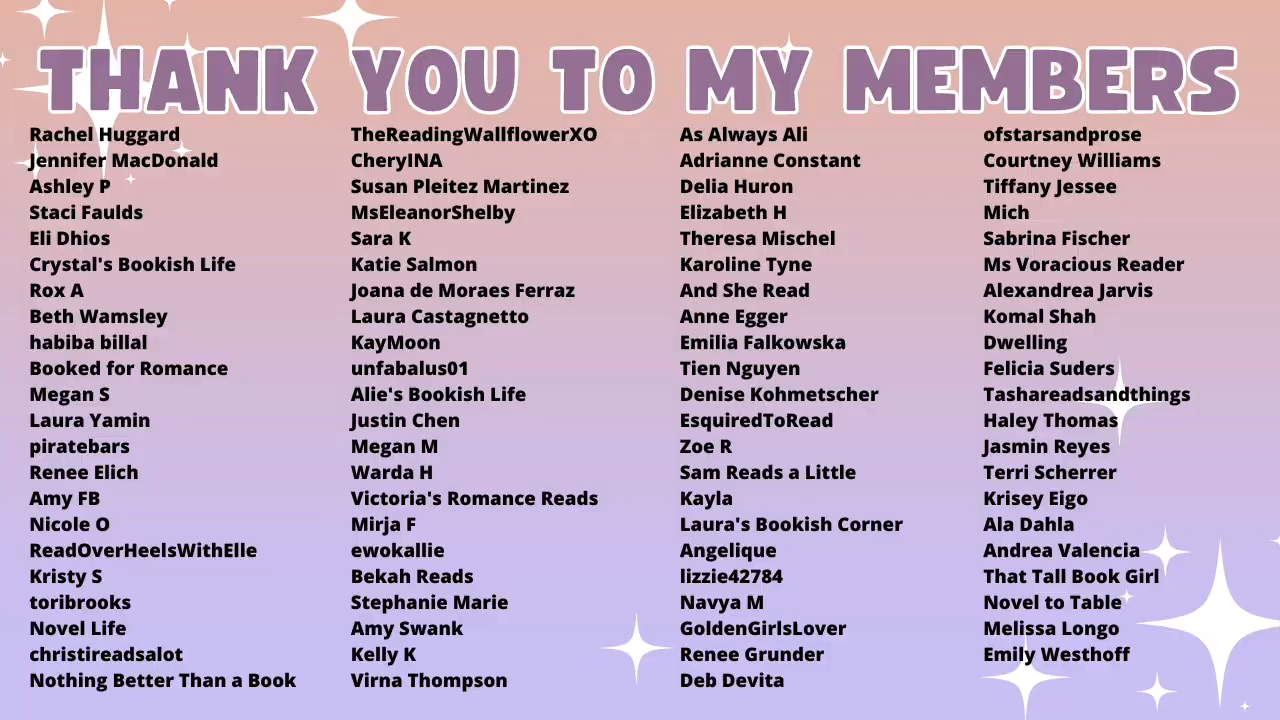 THANK YOU TO MY MEMBERS
Rachel Huggard
Jennifer MacDonald
Ashley P
Staci Faulds
Eli Dhios
Crystal's Bookish Life
Rox A
Beth Wamsley
habiba billal
Booked for Romance
Megan S
Laura Yamin
piratebars
Renee Elich
Amy FB
Nicole O
ReadOverHeelsWithElle
Kristy S
toribrooks
Novel Life
christireadsalot
Nothing Better Than a Book
TheReadingWallflowerXO
CheryINA
Susan Pleitez Martinez
MsEleanorShelby
Sara K
Katie Salmon
Joana de Moraes Ferraz
Laura Castagnetto
KayMoon
unfabalus01
Alie's Bookish Life
Justin Chen
Megan M
Warda H
Victoria's Romance Reads
Mirja F
ewokallie
Bekah Reads
Stephanie Marie
Amy Swank
Kelly K
Virna Thompson
As Always Ali
Adrianne Constant
Delia Huron
Elizabeth H
Theresa Mischel
Karoline Tyne
And She Read
Anne Egger
Emilia Falkowska
Tien Nguyen
Denise Kohmetscher
EsquiredToRead
Zoe R
Sam Reads a Little
Kayla
Laura's Bookish Corner
Angelique
lizzie42784
Navya M
GoldenGirlsLover
Renee Grunder
Deb Devita
ofstarsandprose
Courtney Williams
Tiffany Jessee
Mich
Sabrina Fischer
Ms Voracious Reader
Alexandrea Jarvis
Komal Shah
Dwelling
Felicia Suders
Tashareadsandthings
Haley Thomas
Jasmin Reyes
Terri Scherrer
Krisey Eigo
Ala Dahla
Andrea Valencia
That Tall Book Girl
Novel to Table
Melissa Longo
Emily Westhoff